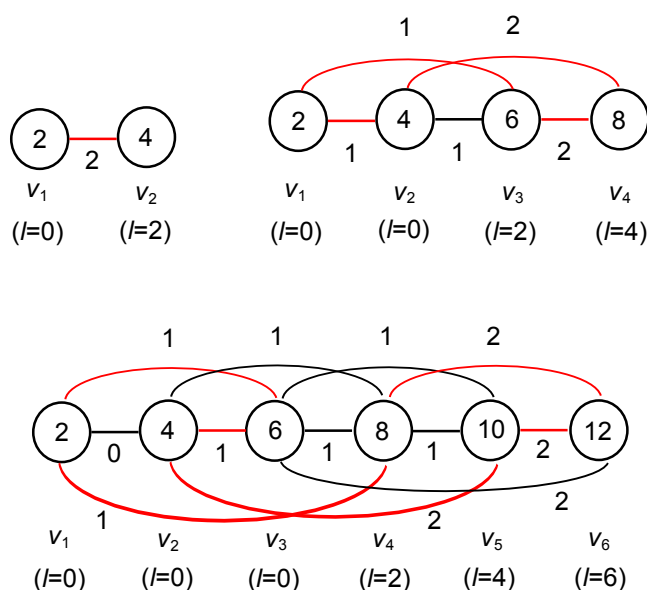 1 2
2 4
2
v1 v2
(l=0) (l=2)
2 4 6 8
1 1 2
v1 v2 v3 v4
(l=0) (l=0) (l=2) (l=4)
1 1 1 2
2 4 6 8 10 12
0 1 1 1 2
1 2 2
v1 v2 v3 v4 v5 v6
(l=0) (l=0) (l=0) (l=2) (l=4) (l=6)